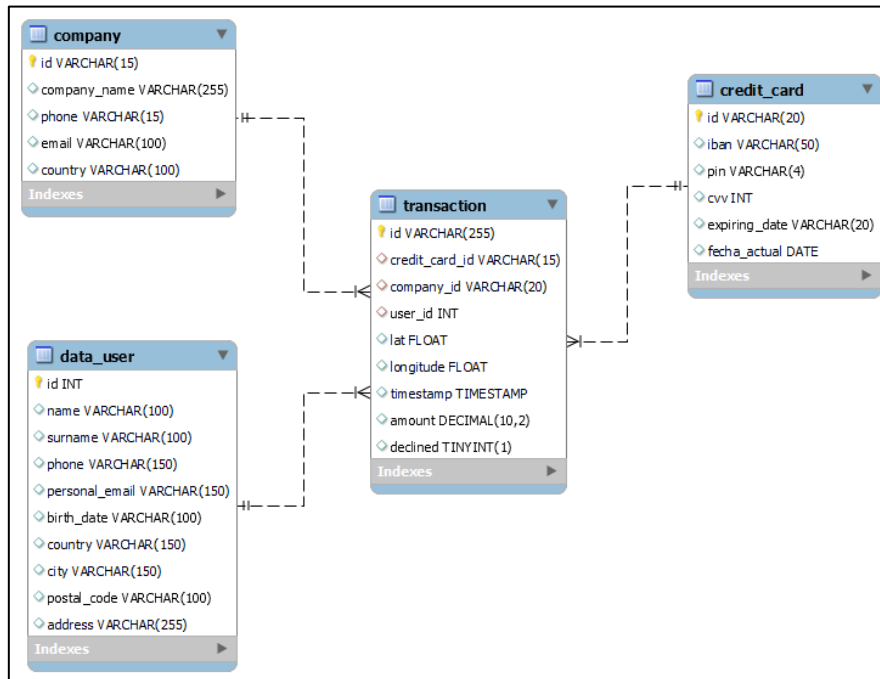 company
id VARCHAR(15)
company_name VARCHAR(255)
phone VARCHAR(15)
email VARCHAR(100)
country VARCHAR(100)
Indexes
credit_card
id VARCHAR(20)
iban VARCHAR(50)
pin VARCHAR(4)
cvv INT
expiring_date VARCHAR(20)
fecha_actual DATE
Indexes
transaction
id VARCHAR(255)
credit_card_id VARCHAR(15)
company_id VARCHAR(20)
user_id INT
lat FLOAT
longitude FLOAT
timestamp TIMESTAMP
amount DECIMAL(10,2)
declined TINYINT(1)
Indexes
data_user
id INT
name VARCHAR(100)
surname VARCHAR(100)
phone VARCHAR(150)
personal_email VARCHAR(150)
birth_date VARCHAR(100)
country VARCHAR(150)
city VARCHAR(150)
postal_code VARCHAR(100)
address VARCHAR(255)
Indexes